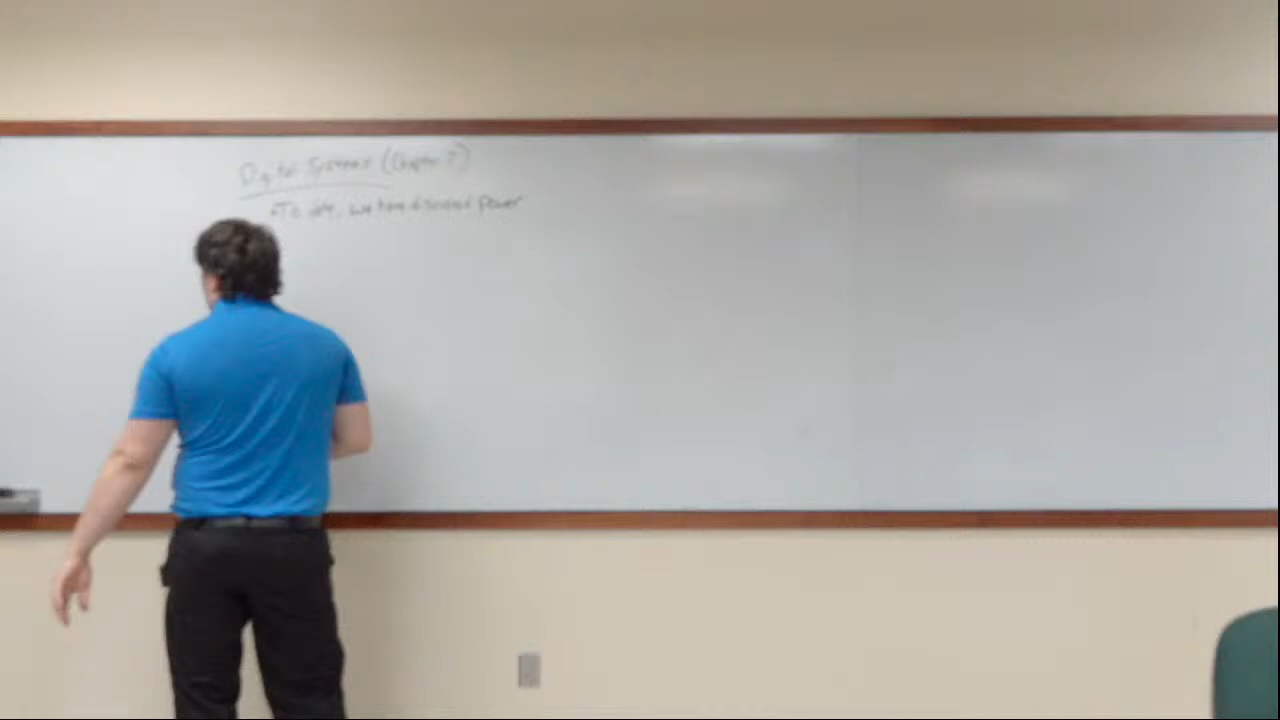 Digital Systems (Chapter 7)
• To date, we have discussed power